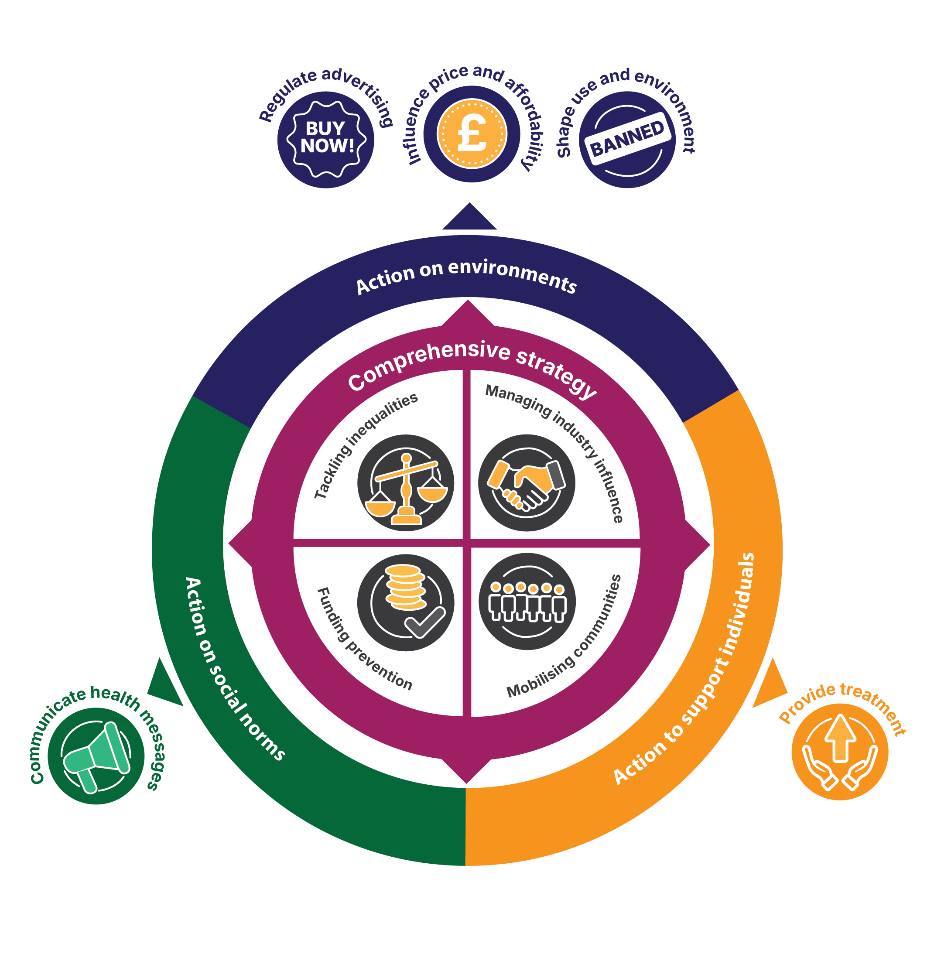 Regulate advertising
BUY
NOW!
Influence price and affordability
£
Shape use and environment
BANNED
Action on environments
Comprehensive strategy
Tackling inequalities
Managing industry influence
Funding prevention
Mobilising communities
Action on social norms
Action to support individuals
Communicate health messages
Provide treatment